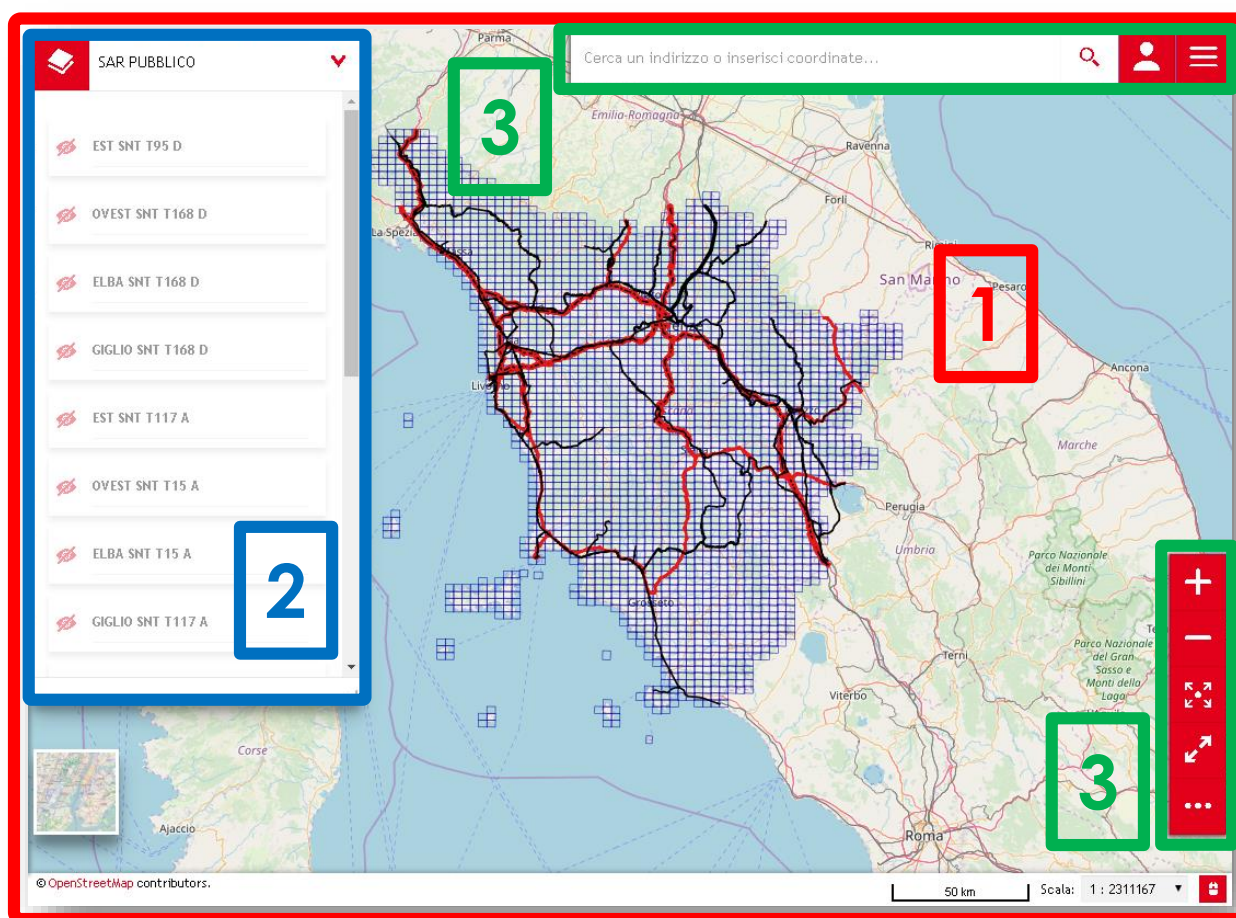 SAR PUBBLICO
Cerca un indirizzo o inserisci coordinate...
EST SNT T95 D
OVEST SNT T168 D
ELBA SNT T168 D
GIGLIO SNT T168 D
EST SNT T117 A
OVEST SNT T15 A
ELBA SNT T15 A
GIGLIO SNT T117 A
2
3
1
3
Parma
Emilia-Romagna
Ravenna
Forlì
La Spezia
San Marino
Pesaro
Ancona
Marche
Perugia
Umbria
Parco Nazionale
dei Monti
Sibillini
Grosseto
Terni
Parco Nazionale
del Gran
Sasso e
Monti della
Laga
Viterbo
Corse
Ajaccio
Roma
© OpenStreetMap contributors.
50 km
Scala:
1 : 2311167